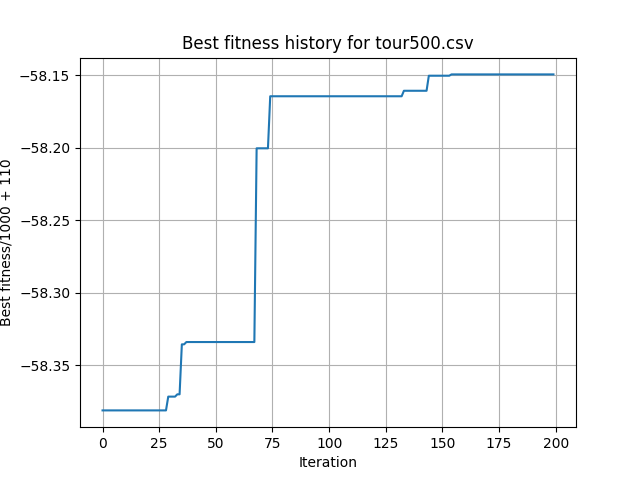 Best fitness history for tour500.csv
−58.15
−58.20
−58.25
−58.30
−58.35
Best fitness/1000 + 110
0 25 50 75 100 125 150 175 200
Iteration